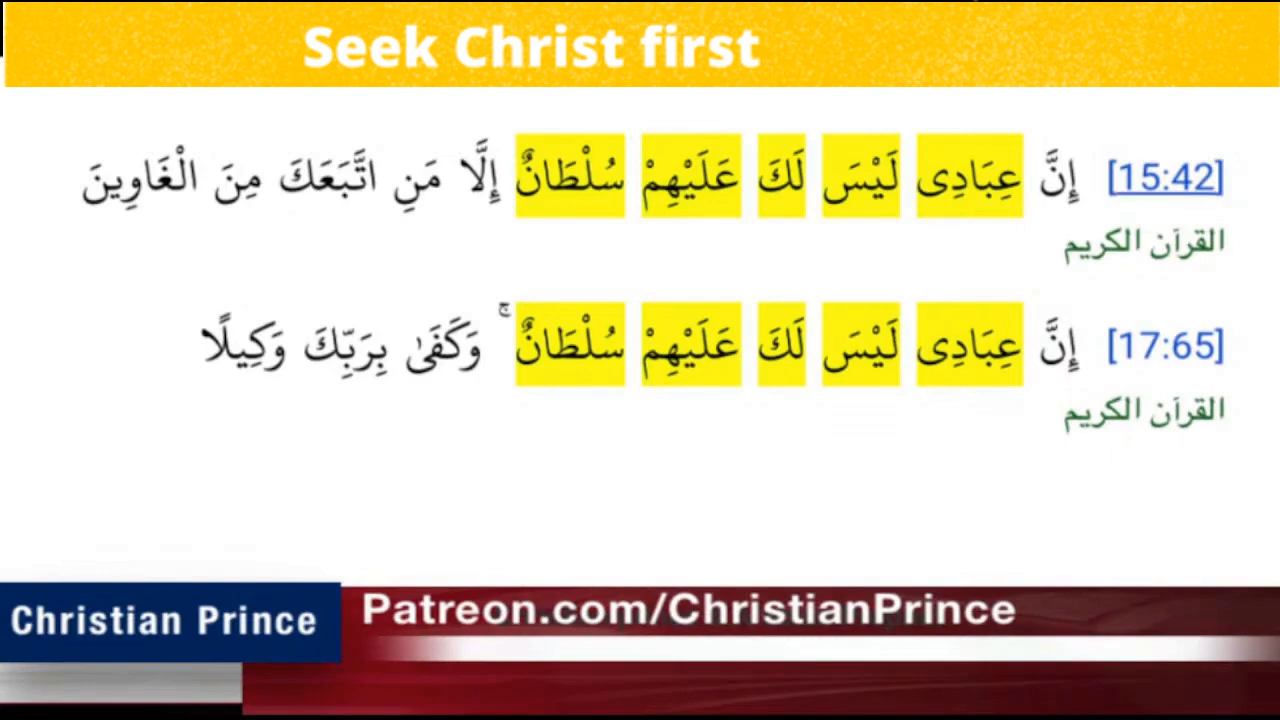 Seek Christ first
[15:42] إِنَّ عِبَادِى لَيْسَ لَكَ عَلَيْهِمْ سُلْطَانٌ إِلَّا مَنِ اتَّبَعَكَ مِنَ الْغَاوِينَ
القرآن الكريم
[17:65] إِنَّ عِبَادِى لَيْسَ لَكَ عَلَيْهِمْ سُلْطَانٌ ۚ وَكَفَىٰ بِرَبِّكَ وَكِيلًا
القرآن الكريم
Christian Prince
Patreon.com/ChristianPrince